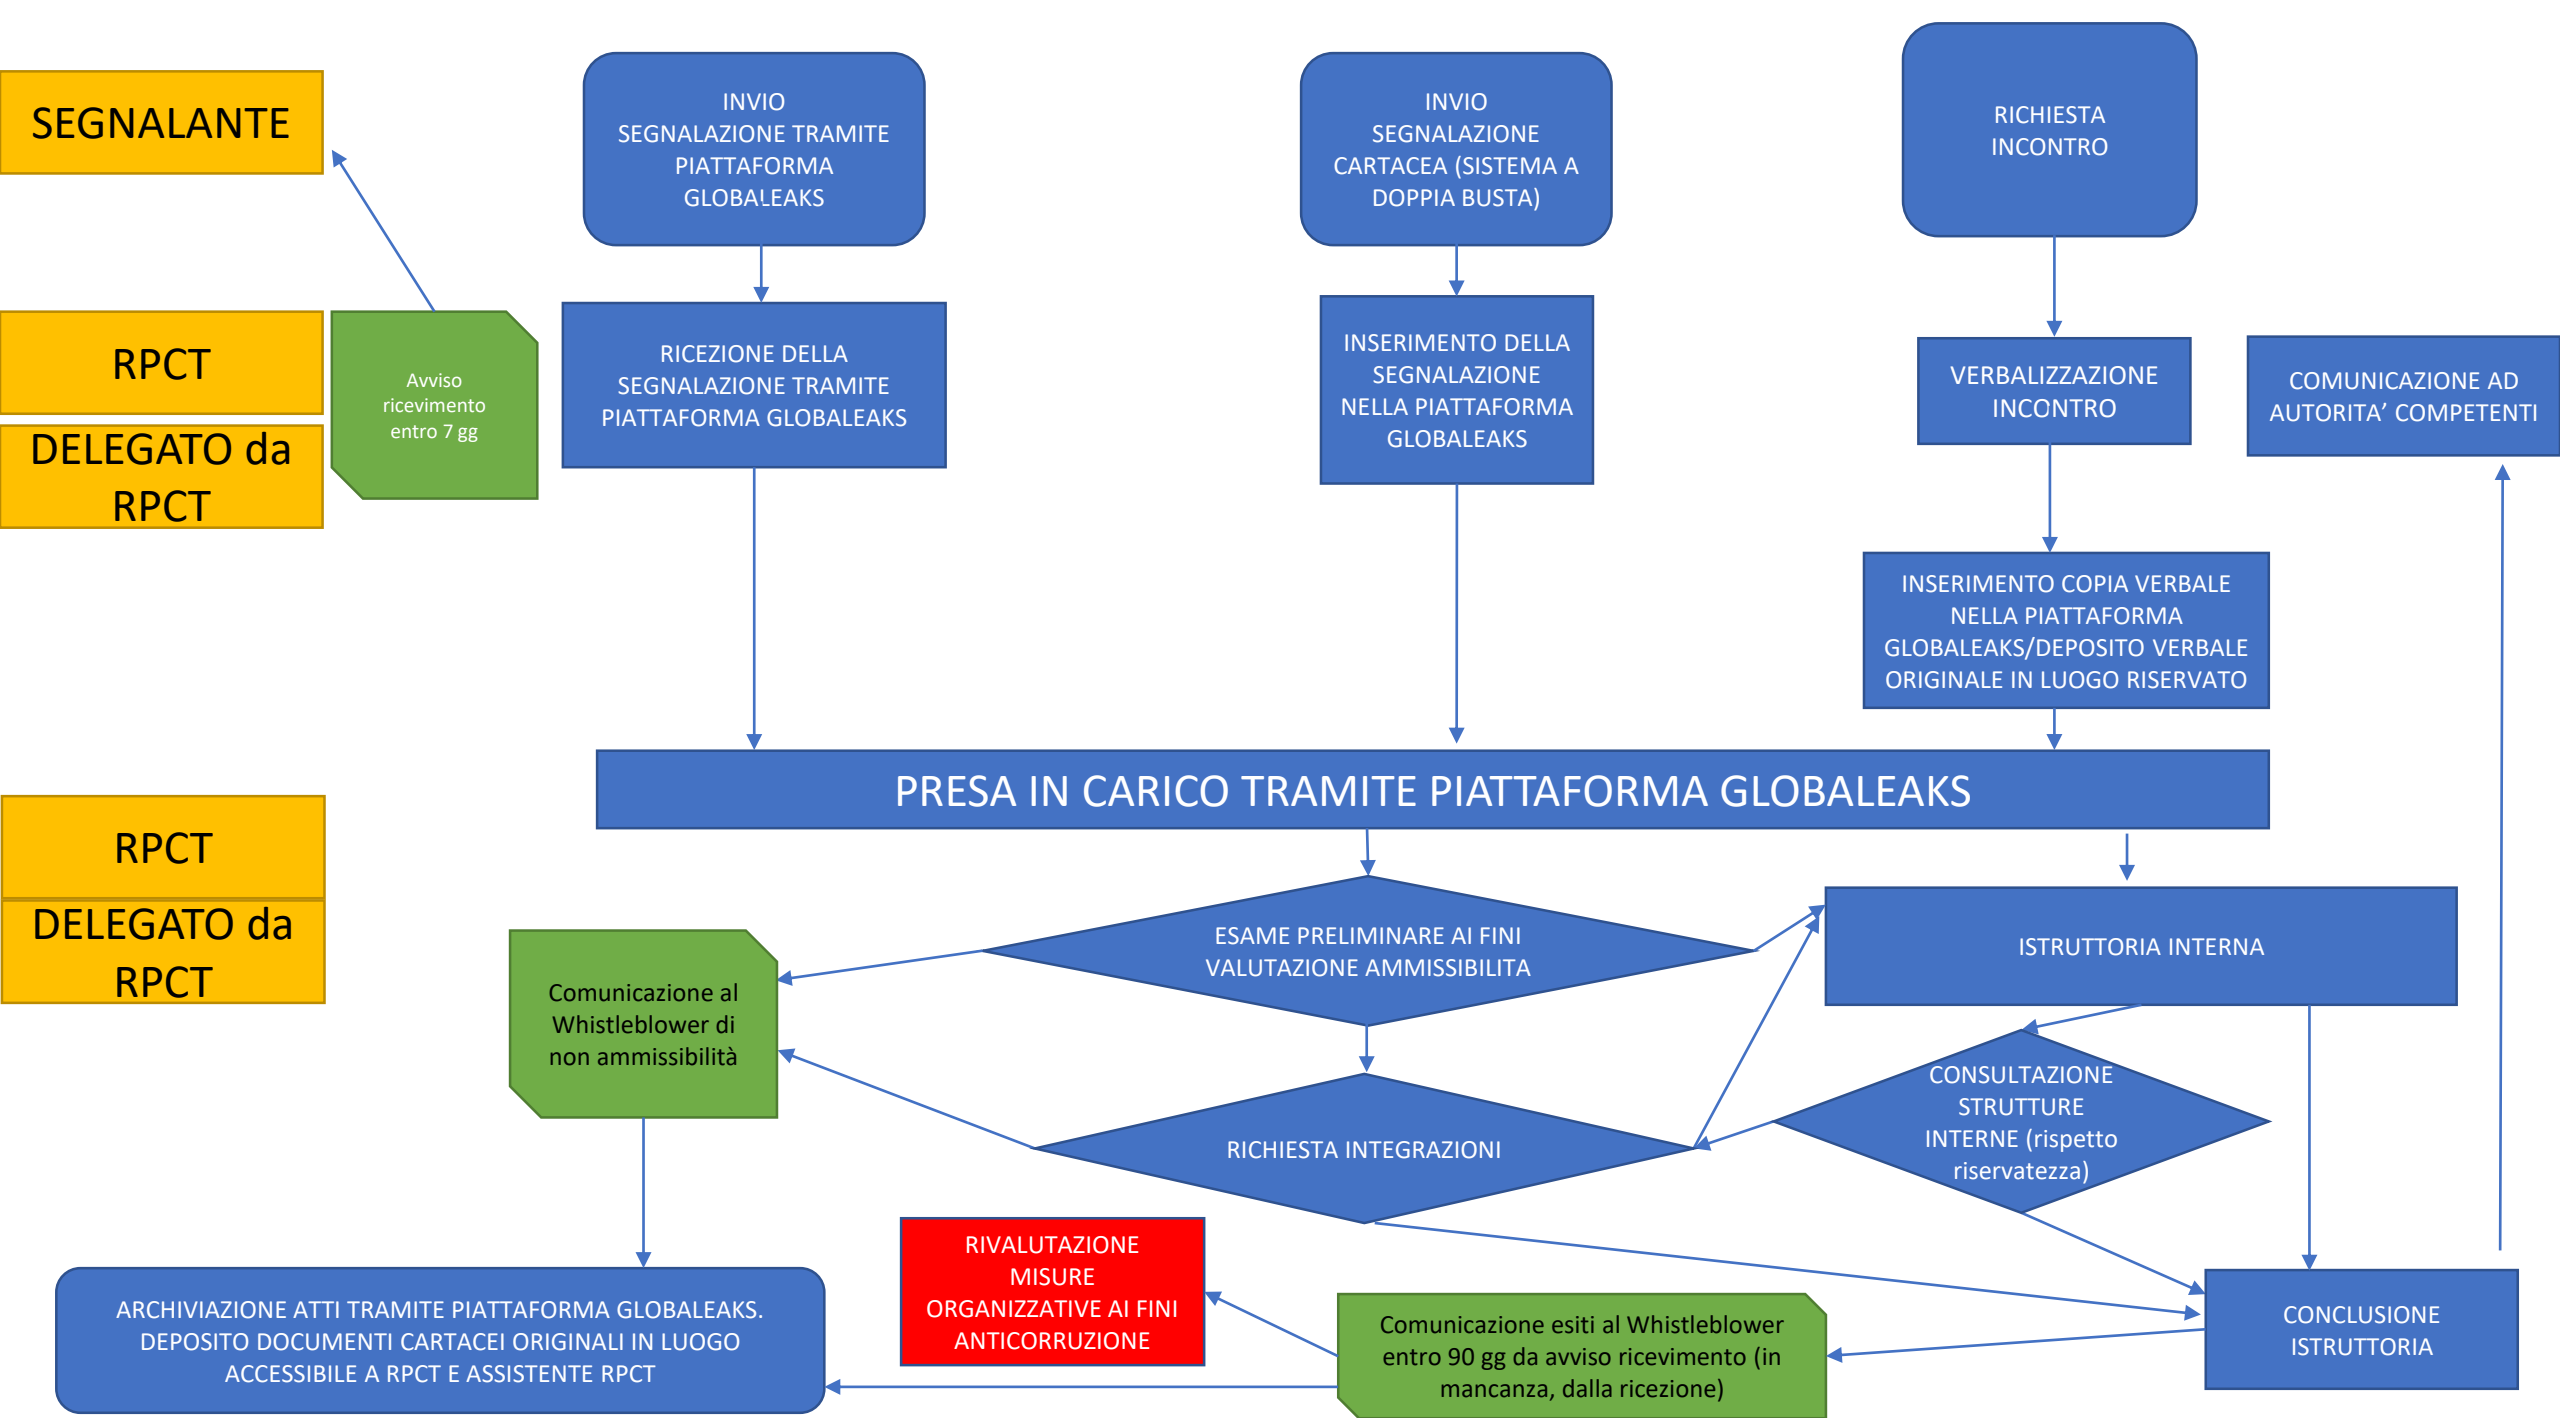 SEGNALANTE
INVIO
SEGNALAZIONE TRAMITE
PIATTAFORMA
GLOBALEAKS
INVIO
SEGNALAZIONE
CARTACEA (SISTEMA A
DOPPIA BUSTA)
RICHIESTA
INCONTRO
RPCT
DELEGATO da
RPCT
Avviso
ricevimento
entro 7 gg
RICEZIONE DELLA
SEGNALAZIONE TRAMITE
PIATTAFORMA GLOBALEAKS
INSERIMENTO DELLA
SEGNALAZIONE
NELLA PIATTAFORMA
GLOBALEAKS
VERBALIZZAZIONE
INCONTRO
COMUNICAZIONE AD
AUTORITA’ COMPETENTI
INSERIMENTO COPIA VERBALE
NELLA PIATTAFORMA
GLOBALEAKS/DEPOSITO VERBALE
ORIGINALE IN LUOGO RISERVATO
PRESA IN CARICO TRAMITE PIATTAFORMA GLOBALEAKS
RPCT
DELEGATO da
RPCT
Comunicazione al
Whistleblower di
non ammissibilità
ESAME PRELIMINARE AI FINI
VALUTAZIONE AMMISSIBILITA
ISTRUTTORIA INTERNA
RICHIESTA INTEGRAZIONI
CONSULTAZIONE
STRUTTURE
INTERNE (rispetto
riservatezza)
ARCHIVIAZIONE ATTI TRAMITE PIATTAFORMA GLOBALEAKS.
DEPOSITO DOCUMENTI CARTACEI ORIGINALI IN LUOGO
ACCESSIBILE A RPCT E ASSISTENTE RPCT
RIVALUTAZIONE
MISURE
ORGANIZZATIVE AI FINI
ANTICORRUZIONE
Comunicazione esiti al Whistleblower
entro 90 gg da avviso ricevimento (in
mancanza, dalla ricezione)
CONCLUSIONE
ISTRUTTORIA